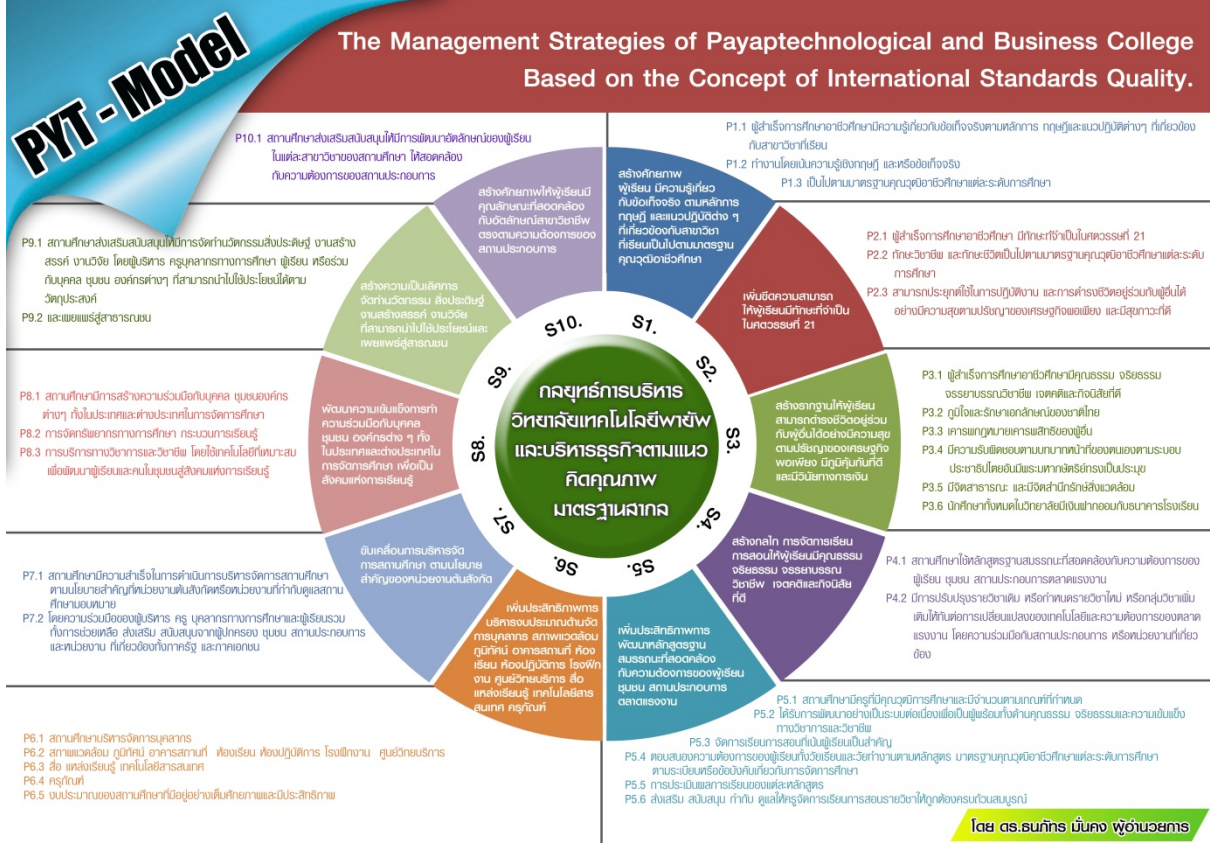 PYT - Model
The Management Strategies of Payaptechnological and Business College
Based on the Concept of International Standards Quality.
P10.1 สถานศึกษาส่งเสริมสนับสนุนให้มีการพัฒนาอัตลักษณ์ของผู้เรียน
ในแต่ละสาขาวิชาของสถานศึกษา ให้สอดคล้อง
กับความต้องการของสถานประกอบการ
P1.1 ผู้สำเร็จการศึกษาอาชีวศึกษามีความรู้เกี่ยวกับข้อเท็จจริงตามหลักการ ทฤษฎีและแนวปฏิบัติต่างๆ ที่เกี่ยวข้อง
กับสาขาวิชาที่เรียน
P1.2 ทำงานโดยเน้นความรู้เชิงทฤษฎี และหรือข้อเท็จจริง
P1.3 เป็นไปตามมาตรฐานคุณวุฒิอาชีวศึกษาแต่ละระดับการศึกษา
P2.1 ผู้สำเร็จการศึกษาอาชีวศึกษา มีทักษะที่จำเป็นในศตวรรษที่ 21
P2.2 ทักษะวิชาชีพ และทักษะชีวิตเป็นไปตามมาตรฐานคุณวุฒิอาชีวศึกษาแต่ละระดับ
การศึกษา
P2.3 สามารถประยุกต์ใช้ในการปฏิบัติงาน และการดำรงชีวิตอยู่ร่วมกับผู้อื่นได้
อย่างมีความสุขตามปรัชญาของเศรษฐกิจพอเพียง และมีสุขภาวะที่ดี
P3.1 ผู้สำเร็จการศึกษาอาชีวศึกษามีคุณธรรม จริยธรรม
จรรยาบรรณวิชาชีพ เจตคติและกิจนิสัยที่ดี
P3.2 ภูมิใจและรักษาเอกลักษณ์ของชาติไทย
P3.3 เคารพกฎหมายเคารพสิทธิของผู้อื่น
P3.4 มีความรับผิดชอบตามบทบาทหน้าที่ของตนเองตามระบอบ
ประชาธิปไตยอันมีพระมหากษัตริย์ทรงเป็นประมุข
P3.5 มีจิตสาธารณะ และมีจิตสำนึกรักษ์สิ่งแวดล้อม
P3.6 นักศึกษาทั้งหมดในวิทยาลัยมีเงินฝากออมกับธนาคารโรงเรียน
P4.1 สถานศึกษาใช้หลักสูตรฐานสมรรถนะที่สอดคล้องกับความต้องการของ
ผู้เรียน ชุมชน สถานประกอบการตลาดแรงงาน
P4.2 มีการปรับปรุงรายวิชาเดิม หรือกำหนดรายวิชาใหม่ หรือกลุ่มวิชาเพิ่ม
เติมให้ทันต่อการเปลี่ยนแปลงของเทคโนโลยีและความต้องการของตลาด
แรงงาน โดยความร่วมมือกับสถานประกอบการ หรือหน่วยงานที่เกี่ยว
ข้อง
P5.1 สถานศึกษามีครูที่มีคุณวุฒิการศึกษาและมีจำนวนตามเกณฑ์ที่กำหนด
P5.2 ได้รับการพัฒนาอย่างเป็นระบบต่อเนื่องเพื่อเป็นผู้พร้อมทั้งด้านคุณธรรม จริยธรรมและความเข้มแข็ง
ทางวิชาการและวิชาชีพ
P5.3 จัดการเรียนการสอนที่เน้นผู้เรียนเป็นสำคัญ
P5.4 ตอบสนองความต้องการของผู้เรียนทั้งวัยเรียนและวัยทำงานตามหลักสูตร มาตรฐานคุณวุฒิอาชีวศึกษาแต่ละระดับการศึกษา
ตามระเบียบหรือข้อบังคับเกี่ยวกับการจัดการศึกษา
P5.5 การประเมินผลการเรียนของแต่ละหลักสูตร
P5.6 ส่งเสริม สนับสนุน กำกับ ดูแลให้ครูจัดการเรียนการสอนรายวิชาให้ถูกต้องครบถ้วนสมบูรณ์
P6.1 สถานศึกษาบริหารจัดการบุคลากร
P6.2 สภาพแวดล้อม ภูมิทัศน์ อาคารสถานที่ ห้องเรียน ห้องปฏิบัติการ โรงฝึกงาน ศูนย์วิทยบริการ
P6.3 สื่อ แหล่งเรียนรู้ เทคโนโลยีสารสนเทศ
P6.4 ครุภัณฑ์
P6.5 งบประมาณของสถานศึกษาที่มีอยู่อย่างเต็มศักยภาพและมีประสิทธิภาพ
P7.1 สถานศึกษามีความสำเร็จในการดำเนินการบริหารจัดการสถานศึกษา
ตามนโยบายสำคัญที่หน่วยงานต้นสังกัดหรือหน่วยงานที่กำกับดูแลสถาน
ศึกษามอบหมาย
P7.2 โดยความร่วมมือของผู้บริหาร ครู บุคลากรทางการศึกษาและผู้เรียนรวม
ทั้งการช่วยเหลือ ส่งเสริม สนับสนุนจากผู้ปกครอง ชุมชน สถานประกอบการ
และหน่วยงาน ที่เกี่ยวข้องทั้งภาครัฐ และภาคเอกชน
P8.1 สถานศึกษามีการสร้างความร่วมมือกับบุคคล ชุมชนองค์กร
ต่างๆ ทั้งในประเทศและต่างประเทศในการจัดการศึกษา
P8.2 การจัดทรัพยากรทางการศึกษา กระบวนการเรียนรู้
P8.3 การบริการทางวิชาการและวิชาชีพ โดยใช้เทคโนโลยีที่เหมาะสม
เพื่อพัฒนาผู้เรียนและคนในชุมชนสู่สังคมแห่งการเรียนรู้
P9.1 สถานศึกษาส่งเสริมสนับสนุนให้มีการจัดทำนวัตกรรมสิ่งประดิษฐ์ งานสร้าง
สรรค์ งานวิจัย โดยผู้บริหาร ครูบุคลากรทางการศึกษา ผู้เรียน หรือร่วม
กับบุคคล ชุมชน องค์กรต่างๆ ที่สามารถนำไปใช้ประโยชน์ได้ตาม
วัตถุประสงค์
P9.2 และเผยแพร่สู่สาธารณชน
สร้างศักยภาพ
ผู้เรียน มีความรู้เกี่ยว
กับข้อเท็จจริง ตามหลักการ
ทฤษฎี และแนวปฏิบัติต่าง ๆ
ที่เกี่ยวข้องกับสาขาวิชา
ที่เรียนเป็นไปตามมาตรฐาน
คุณวุฒิอาชีวศึกษา
เพิ่มขีดความสามารถ
ให้ผู้เรียนมีทักษะที่จำเป็น
ในศตวรรษที่ 21
สร้างรากฐานให้ผู้เรียน
สามารถดำรงชีวิตอยู่ร่วม
กับผู้อื่นได้อย่างมีความสุข
ตามปรัชญาของเศรษฐกิจ
พอเพียง มีภูมิคุ้มกันที่ดี
และมีวินัยทางการเงิน
สร้างกลไก การจัดการเรียน
การสอนให้ผู้เรียนมีคุณธรรม
จริยธรรม จรรยาบรรณ
วิชาชีพ เจตคติและกิจนิสัย
ที่ดี
เพิ่มประสิทธิภาพการ
พัฒนาหลักสูตรฐาน
สมรรถนะที่สอดคล้อง
กับความต้องการของผู้เรียน
ชุมชน สถานประกอบการ
ตลาดแรงงาน
เพิ่มประสิทธิภาพการ
บริหารงบประมาณด้านจัด
การบุคลากร สภาพแวดล้อม
ภูมิทัศน์ อาคารสถานที่ ห้อง
เรียน ห้องปฏิบัติการ โรงฝึก
งาน ศูนย์วิทยบริการ สื่อ
แหล่งเรียนรู้ เทคโนโลยีสาร
สนเทศ ครุภัณฑ์
ขับเคลื่อนการบริหารจัด
การสถานศึกษา ตามนโยบาย
สำคัญของหน่วยงานต้นสังกัด
พัฒนาความเข้มแข็งการทำ
ความร่วมมือกับบุคคล
ชุมชน องค์กรต่าง ๆ ทั้ง
ในประเทศและต่างประเทศใน
การจัดการศึกษา เพื่อเป็น
สังคมแห่งการเรียนรู้
สร้างความเป็นเลิศการ
จัดทำนวัตกรรม สิ่งประดิษฐ์
งานสร้างสรรค์ งานวิจัย
ที่สามารถนำไปใช้ประโยชน์และ
เผยแพร่สู่สารณชน
สร้างศักยภาพให้ผู้เรียนมี
คุณลักษณะที่สอดคล้อง
กับอัตลักษณ์สาขาวิชาชีพ
ตรงตามความต้องการของ
สถานประกอบการ
S1.
S2.
S3.
S4.
S5.
S6.
S7.
S8.
S9.
S10.
กลยุทธ์การบริหาร
วิทยาลัยเทคโนโลยีพายัพ
และบริหารธุรกิจตามแนว
คิดคุณภาพ
มาตรฐานสากล
โดย ดร.ธนภัทร มั่นคง ผู้อำนวยการ